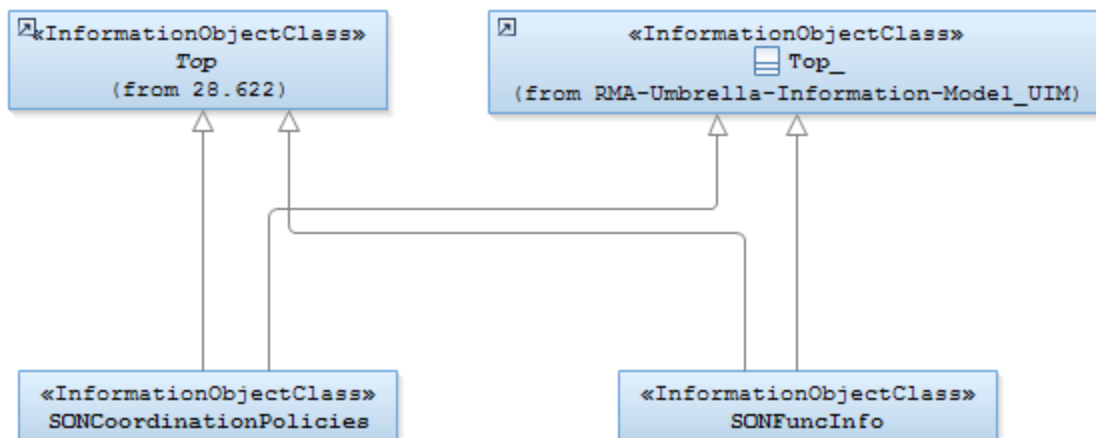 «InformationObjectClass»
Top
(from 28.622)
«InformationObjectClass»
Top_
(from RMA-Umbrella-Information-Model_UIM)
«InformationObjectClass»
SONCoordinationPolicies
«InformationObjectClass»
SONFuncInfo